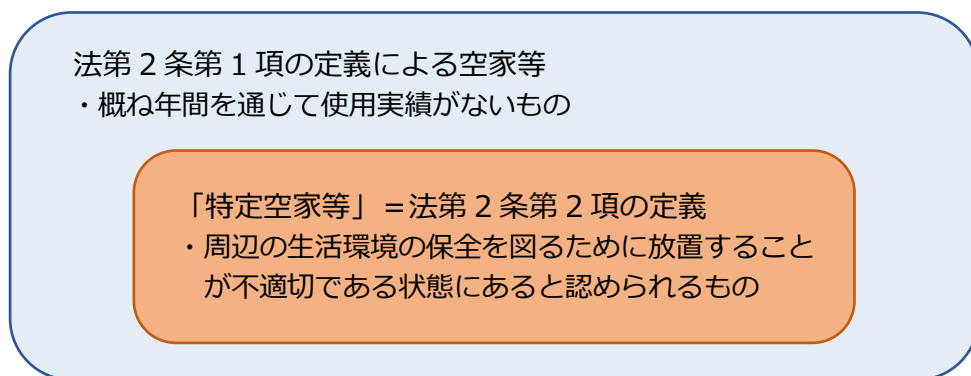 法第２条第１項の定義による空家等
・概ね年間を通じて使用実績がないもの
「特定空家等」＝法第２条第２項の定義
・周辺の生活環境の保全を図るために放置すること
が不適切である状態にあると認められるもの